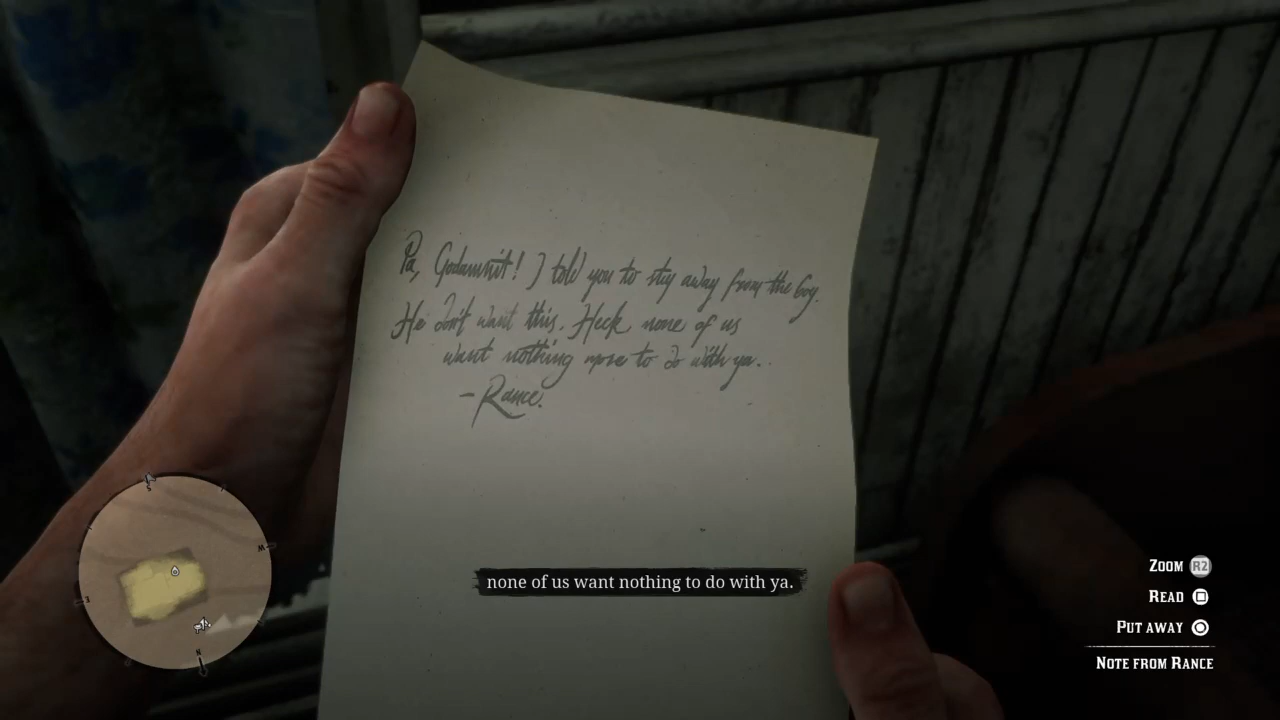 Pa, Godamnit! I told you to stay away from the boy.
He don't want this. Heck none of us
want nothing more to do with ya..
- Rance.
none of us want nothing to do with ya.
ZOOM R2
READ
PUT AWAY
NOTE FROM RANCE
S
W
E
N